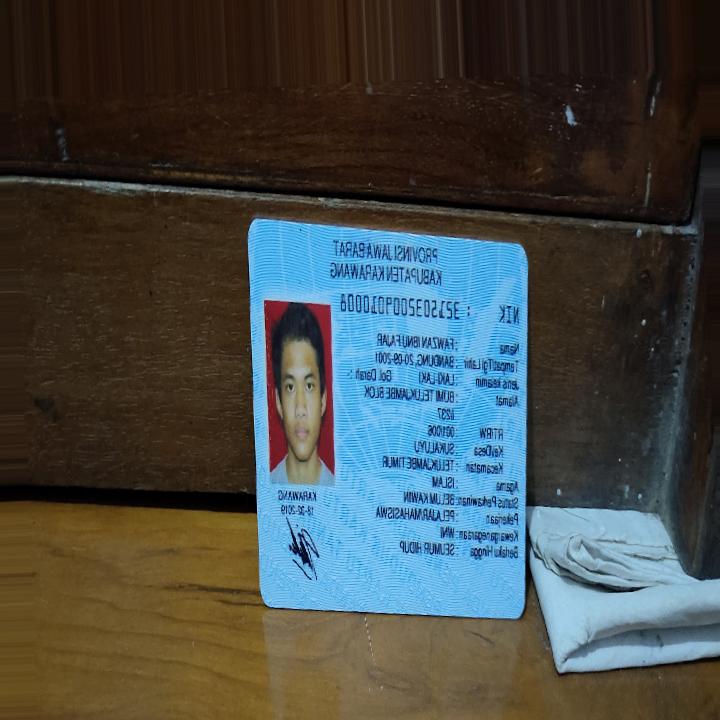 PROVINSI JAWA BARAT
KABUPATEN KARAWANG
NIK : 3215032009010008
Nama : FAWZAN IBNU FAJAR
Tempat/Tgl Lahir : BANDUNG, 20-09-2001
Jenis kelamin : LAKI-LAKI Gol Darah :
Alamat : BUMI TELUKJAMBE BLOK
RT/RW : 001/006
Kel/Desa : SUKALUYU
Kecamatan : TELUKJAMBE TIMUR
Agama : ISLAM
Status Perkawinan: BELUM KAWIN
Pekerjaan : PELAJAR/MAHASISWA
Kewarganegaraan: WNI
Berlaku Hingga : SEUMUR HIDUP
KARAWANG
18-02-2019